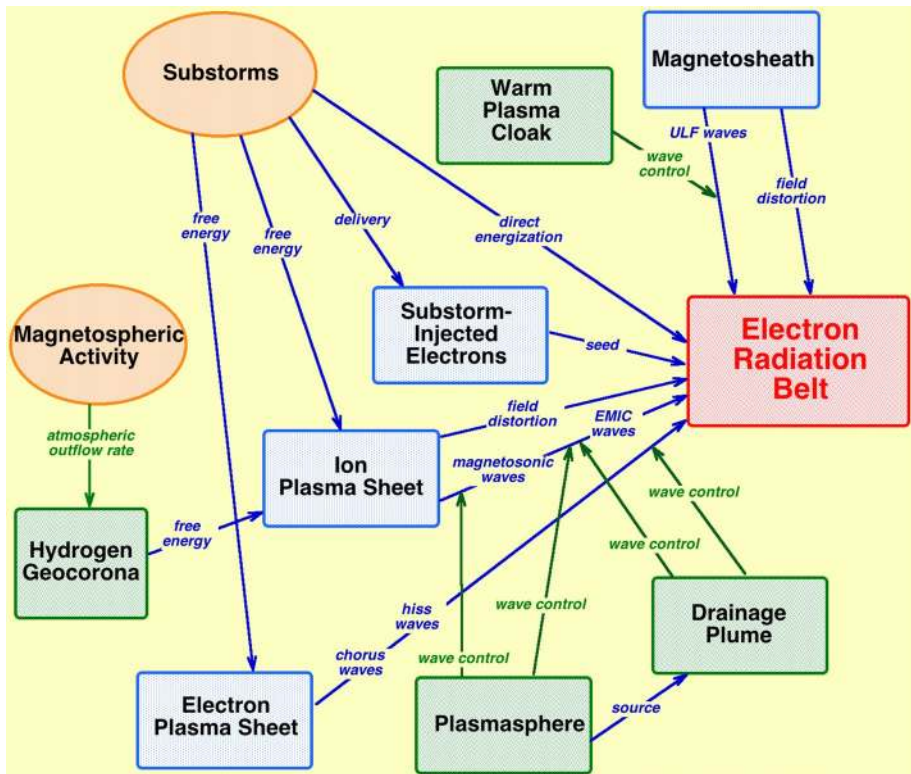 Substorms
Magnetosheath
Warm
Plasma
Cloak
ULF waves
wave
control
field
distortion
free
energy
free
energy
delivery
direct
energization
Magnetospheric
Activity
Substorm-
Injected
Electrons
seed
Electron
Radiation
Belt
atmospheric
outflow rate
field
distortion
EMIC
waves
Ion
Plasma Sheet
magnetosonic
waves
wave control
free
energy
Hydrogen
Geocorona
wave control
wave control
Drainage
Plume
hiss
waves
chorus
waves
wave control
Electron
Plasma Sheet
Plasmasphere
source